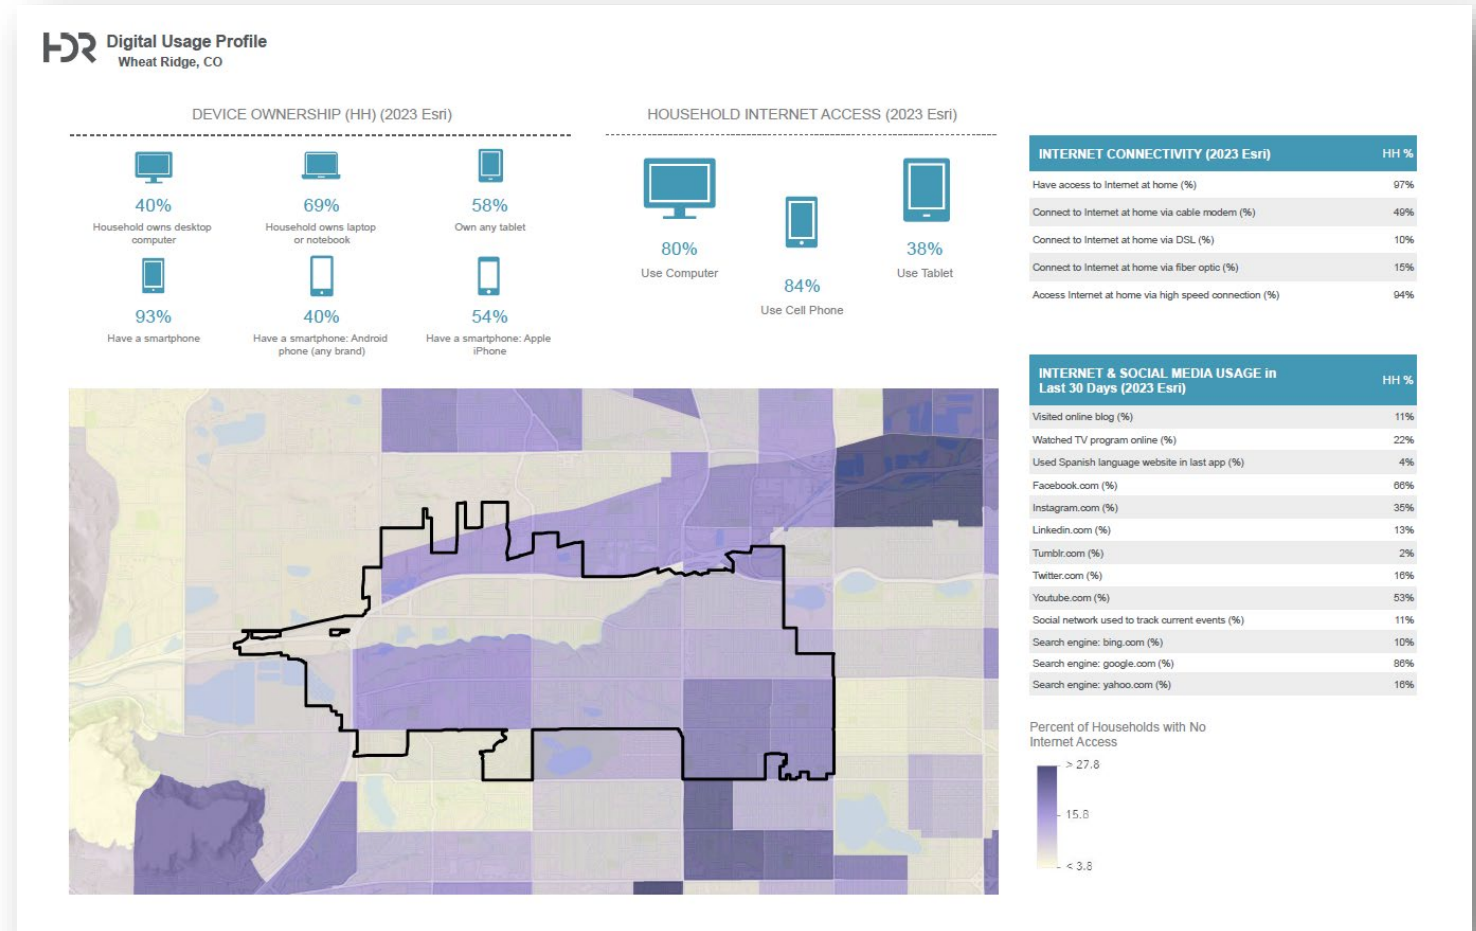 HDR Digital Usage Profile
Wheat Ridge, CO
DEVICE OWNERSHIP (HH) (2023 Esri)
40%
Household owns desktop
computer
69%
Household owns laptop
or notebook
58%
Own any tablet
93%
Have a smartphone
40%
Have a smartphone: Android
phone (any brand)
54%
Have a smartphone: Apple
iPhone
HOUSEHOLD INTERNET ACCESS (2023 Esri)
80%
Use Computer
84%
Use Cell Phone
38%
Use Tablet
INTERNET CONNECTIVITY (2023 Esri) HH %
Have access to Internet at home (%) 97%
Connect to Internet at home via cable modem (%) 49%
Connect to Internet at home via DSL (%) 10%
Connect to Internet at home via fiber optic (%) 15%
Access Internet at home via high speed connection (%) 94%
INTERNET & SOCIAL MEDIA USAGE in
Last 30 Days (2023 Esri) HH %
Visited online blog (%) 11%
Watched TV program online (%) 22%
Used Spanish language website in last app (%) 4%
Facebook.com (%) 66%
Instagram.com (%) 35%
Linkedin.com (%) 13%
Tumblr.com (%) 2%
Twitter.com (%) 16%
Youtube.com (%) 53%
Social network used to track current events (%) 11%
Search engine: bing.com (%) 10%
Search engine: google.com (%) 86%
Search engine: yahoo.com (%) 16%
Percent of Households with No
Internet Access
> 27.8
15.8
< 3.8